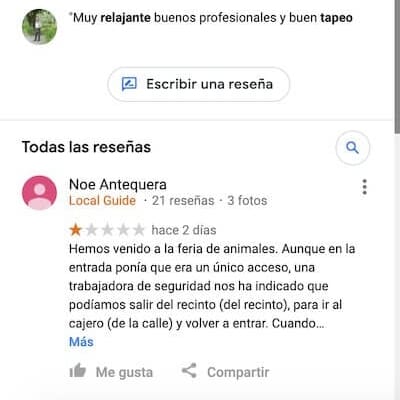 "Muy relajante buenos profesionales y buen tapeo
Escribir una reseña
Todas las reseñas
Noe Antequera
Local Guide · 21 reseñas · 3 fotos
hace 2 días
Hemos venido a la feria de animales. Aunque en la
entrada ponía que era un único acceso, una
trabajadora de seguridad nos ha indicado que
podíamos salir del recinto (del recinto), para ir al
cajero (de la calle) y volver a entrar. Cuando...
Más
Me gusta
Compartir